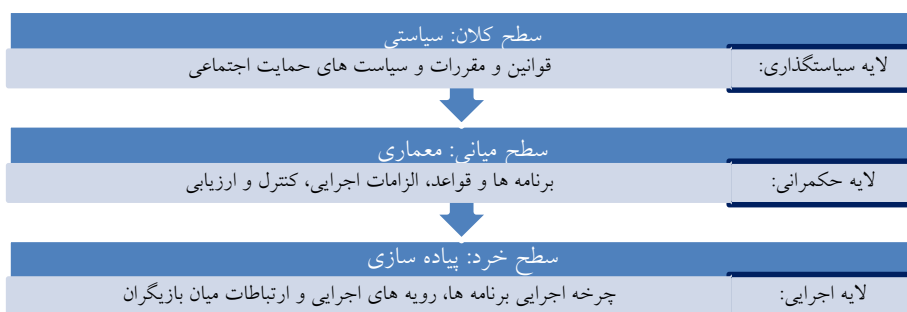 سطح کلان: سیاستی
لایه سیاستگذاری: قوانین و مقررات و سیاست های حمایت اجتماعی
سطح میانی: معماری
لایه حکمرانی: برنامه ها و قواعد، الزامات اجرایی، کنترل و ارزیابی
سطح خرد: پیاده سازی
لایه اجرایی: چرخه اجرایی برنامه ها، رویه های اجرایی و ارتباطات میان بازیگران